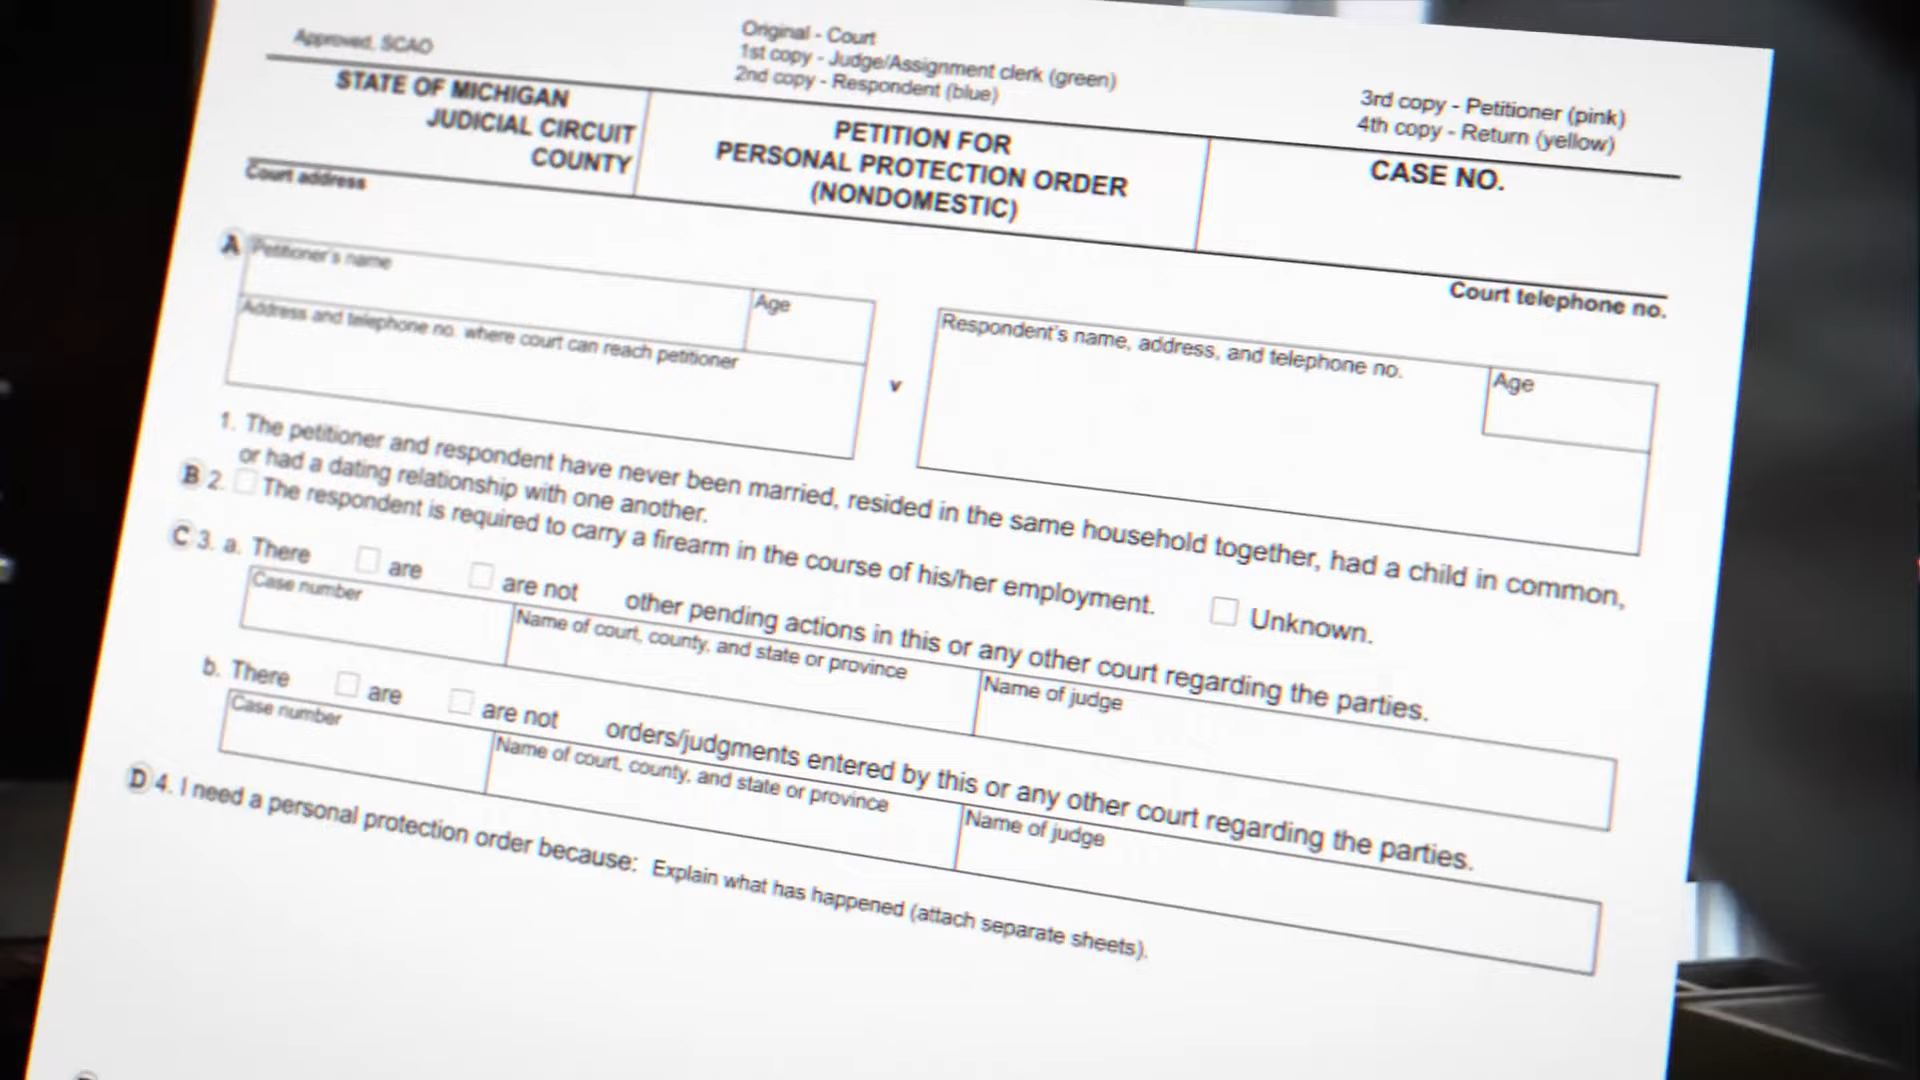 Approved, SCAO
Original - Court
1st copy - Judge/Assignment clerk (green)
2nd copy - Respondent (blue)
3rd copy - Petitioner (pink)
4th copy - Return (yellow)
STATE OF MICHIGAN
JUDICIAL CIRCUIT
COUNTY
PETITION FOR
PERSONAL PROTECTION ORDER
(NONDOMESTIC)
CASE NO.
Court address
Court telephone no.
A
Petitioner's name
Age
Address and telephone no. where court can reach petitioner
v
Respondent's name, address, and telephone no.
Age
1. The petitioner and respondent have never been married, resided in the same household together, had a child in common,
or had a dating relationship with one another.
B 2. The respondent is required to carry a firearm in the course of his/her employment. Unknown.
C 3. a. There are are not other pending actions in this or any other court regarding the parties.
Case number
Name of court, county, and state or province
Name of judge
b. There are are not orders/judgments entered by this or any other court regarding the parties.
Case number
Name of court, county, and state or province
Name of judge
D 4. I need a personal protection order because: Explain what has happened (attach separate sheets).